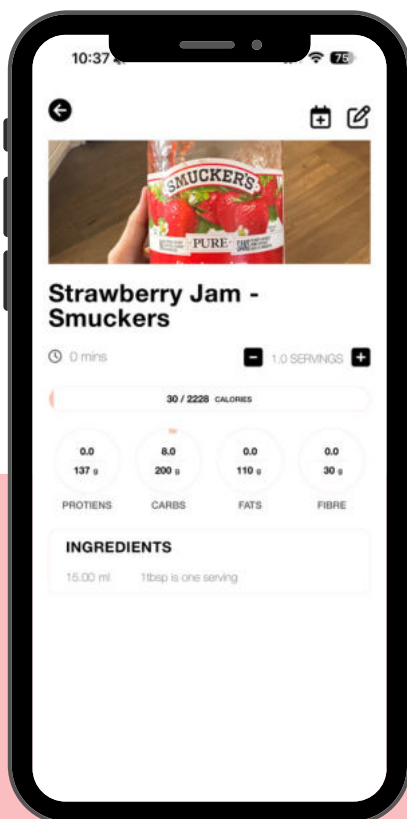 10:37
75
SMUCKER'S
PURE
Strawberry Jam -
Smuckers
0 mins
1.0 SERVINGS
30 / 2228 CALORIES
0.0
137 g
8.0
200 g
0.0
110 g
0.0
30 g
PROTIENS
CARBS
FATS
FIBRE
INGREDIENTS
15.00 ml
1tbsp is one serving